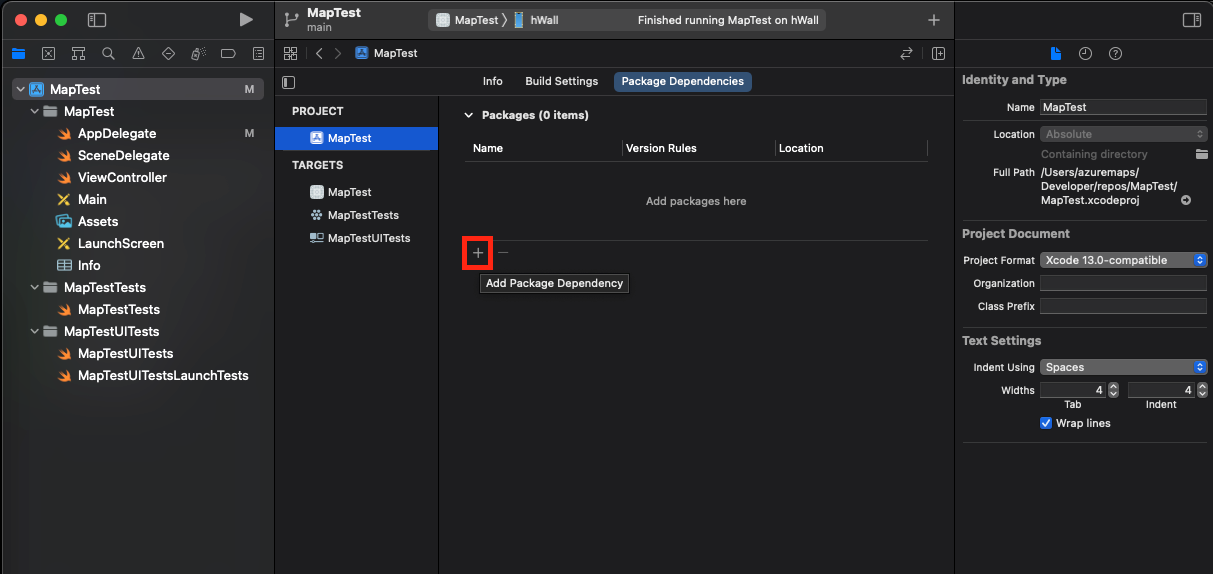 MapTest
main
MapTest
hWall
Finished running MapTest on hWall
MapTest
MapTest M
MapTest
AppDelegate M
SceneDelegate
ViewController
Main
Assets
LaunchScreen
Info
MapTestTests
MapTestTests
MapTestUITests
MapTestUITests
MapTestUITestsLaunchTests
Info
Build Settings
Package Dependencies
PROJECT
MapTest
TARGETS
MapTest
MapTestTests
MapTestUITests
Packages (0 items)
Name
Version Rules
Location
Add packages here
Add Package Dependency
Identity and Type
Name MapTest
Location Absolute
Containing directory
Full Path /Users/azuremaps/
Developer/repos/MapTest/
MapTest.xcodeproj
Project Document
Project Format Xcode 13.0-compatible
Organization
Class Prefix
Text Settings
Indent Using Spaces
Widths 4 4
Tab Indent
Wrap lines